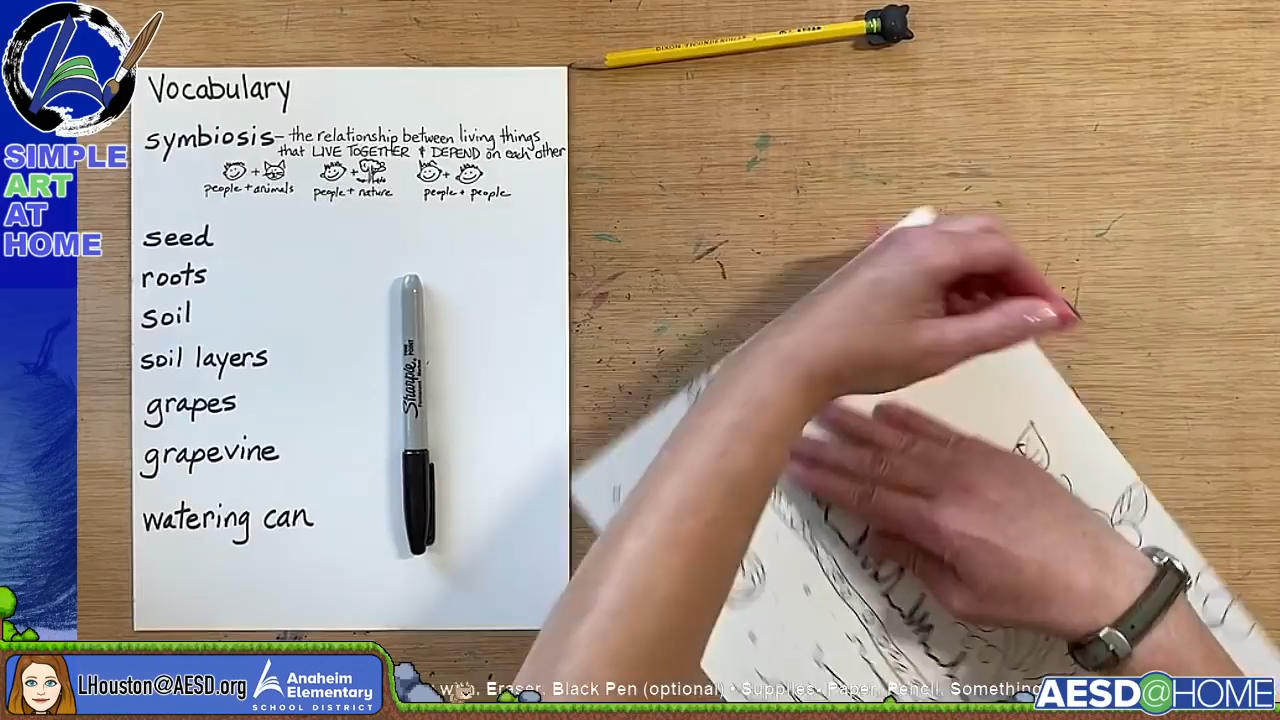 DIXON TICONDEROGA
Vocabulary
symbiosis – the relationship between living things
that LIVE TOGETHER & DEPEND on each other
people + animals people + nature people + people
SIMPLE
ART
AT
HOME
seed
roots
soil
soil layers
grapes
grapevine
watering can
Sharpie
LHouston@AESD.org
Anaheim
Elementary
SCHOOL DISTRICT
with, Eraser, Black Pen (optional) • Supplies- Paper, Pencil, Something
AESD@HOME